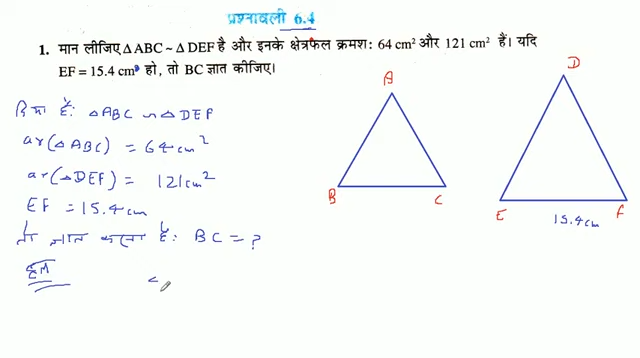 प्रश्नावली 6.4
1. मान लीजिए Δ ABC ~ Δ DEF है और इनके क्षेत्रफल क्रमश: 64 cm² और 121 cm² हैं। यदि
EF = 15.4 cm हो, तो BC ज्ञात कीजिए।
दिया है: △ABC ~ △DEF
ar(△ABC) = 64cm²
ar(△DEF) = 121cm²
EF = 15.4cm
तो ज्ञात करना है: BC = ?
हल
A
B
C
D
E
F
15.4cm